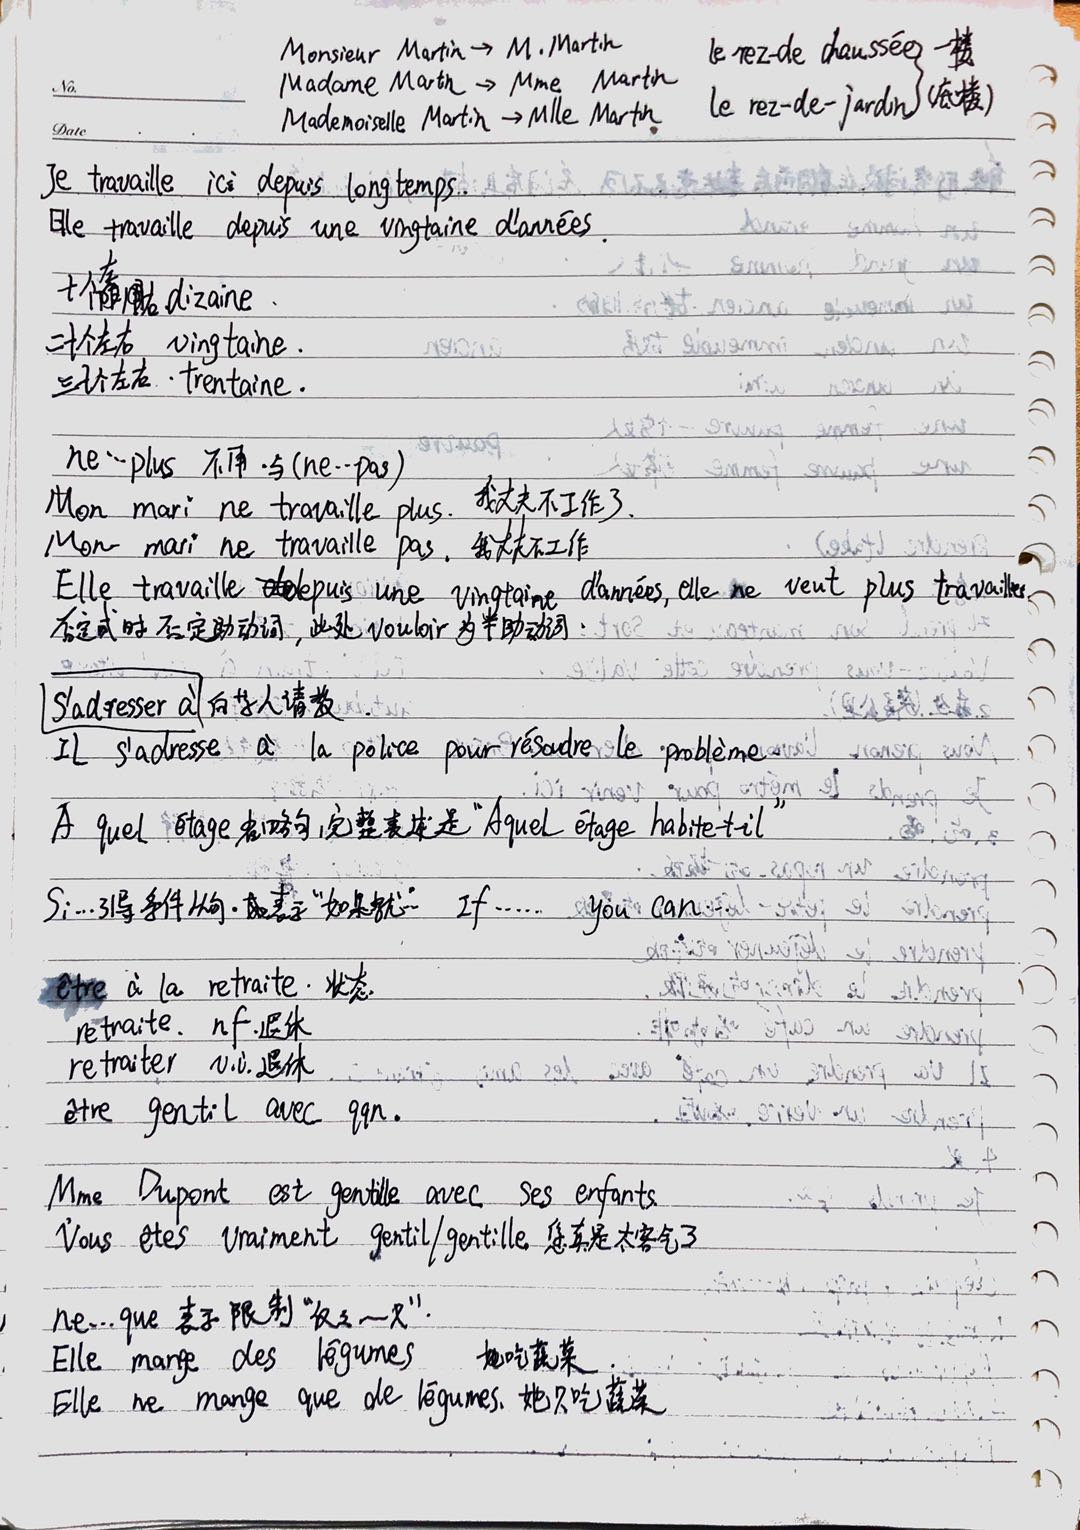 Monsieur Martin → M. Martin
Madame Martin → Mme Martin
Mademoiselle Martin → Mlle Martin.
le rez-de chaussée 一楼
le rez-de-jardin (底楼)
No.
Date
Je travaille ici depuis longtemps.
Elle travaille depuis une vingtaine d'années.
十个左右 dizaine.
二十个左右 vingtaine.
三十个左右 trentaine.
ne…plus 不再 与(ne…pas)
Mon mari ne travaille plus. 我丈夫不工作了.
Mon mari ne travaille pas. 我丈夫不工作
Elle travaille depuis une vingtaine d'années, elle ne veut plus travailler.
否定式时否定助动词, 此处 vouloir 为半助动词.
S'adresser à 向某人请教.
Il s'adresse à la police pour résoudre le problème.
A quel étage 省略句, 完整表述是 "A quel étage habite-t-il"
Si…引导条件从句. 表示 "如果就…" If …… you can.
être à la retraite. 状态.
retraite. nf. 退休
retraiter v.i. 退休
être gentil avec qqn.
Mme Dupont est gentille avec ses enfants.
Vous êtes vraiment gentil/gentille. 您真是太客气了
ne…que 表示限制 "仅仅一只".
Elle mange des légumes 她吃蔬菜.
Elle ne mange que de légumes. 她只吃蔬菜